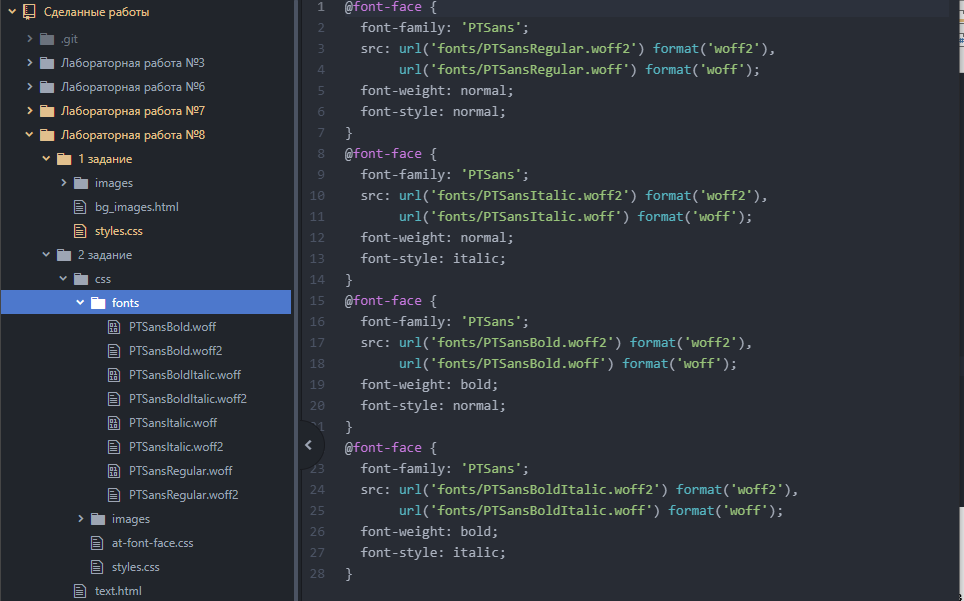 Сделанные работы
.git
Лабораторная работа №3
Лабораторная работа №6
Лабораторная работа №7
Лабораторная работа №8
1 задание
images
bg_images.html
styles.css
2 задание
css
fonts
PTSansBold.woff
PTSansBold.woff2
PTSansBoldItalic.woff
PTSansBoldItalic.woff2
PTSansItalic.woff
PTSansItalic.woff2
PTSansRegular.woff
PTSansRegular.woff2
images
at-font-face.css
styles.css
text.html
1 @font-face {
2 font-family: 'PTSans';
3 src: url('fonts/PTSansRegular.woff2') format('woff2'),
4 url('fonts/PTSansRegular.woff') format('woff');
5 font-weight: normal;
6 font-style: normal;
7 }
8 @font-face {
9 font-family: 'PTSans';
10 src: url('fonts/PTSansItalic.woff2') format('woff2'),
11 url('fonts/PTSansItalic.woff') format('woff');
12 font-weight: normal;
13 font-style: italic;
14 }
15 @font-face {
16 font-family: 'PTSans';
17 src: url('fonts/PTSansBold.woff2') format('woff2'),
18 url('fonts/PTSansBold.woff') format('woff');
19 font-weight: bold;
20 font-style: normal;
}
@font-face {
23 font-family: 'PTSans';
24 src: url('fonts/PTSansBoldItalic.woff2') format('woff2'),
25 url('fonts/PTSansBoldItalic.woff') format('woff');
26 font-weight: bold;
27 font-style: italic;
28 }